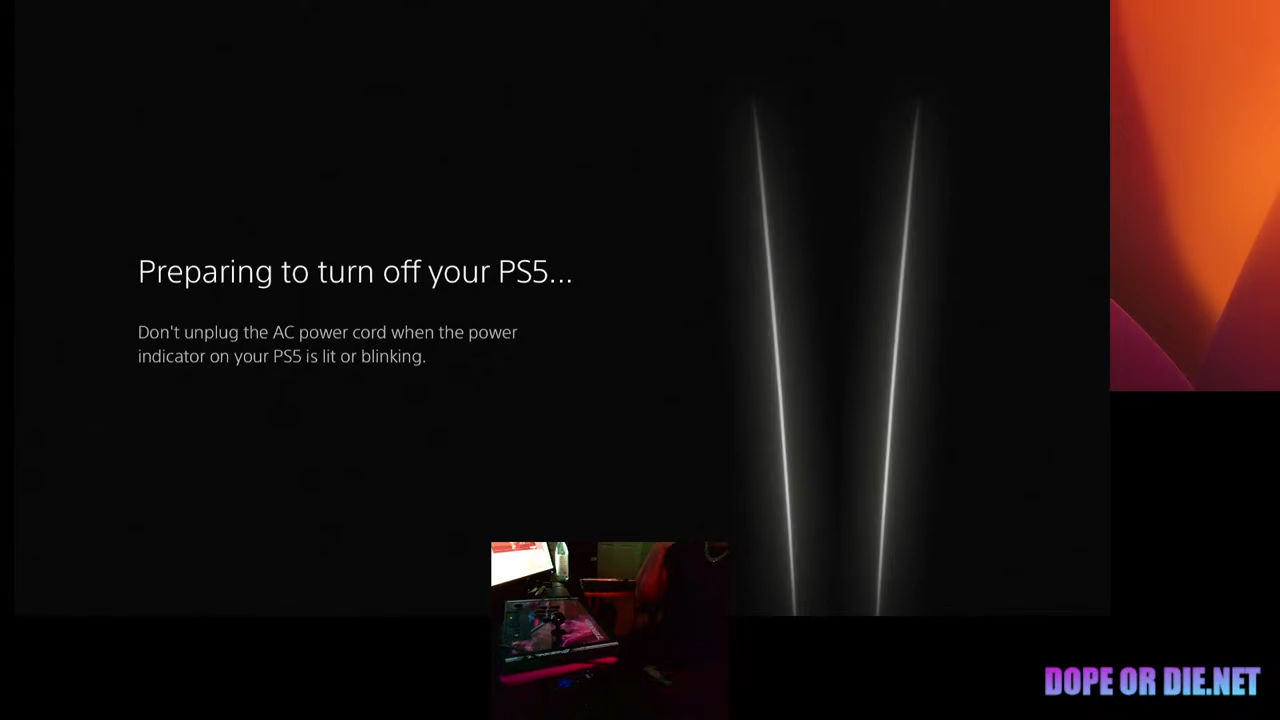 Preparing to turn off your PS5...
Don't unplug the AC power cord when the power
indicator on your PS5 is lit or blinking.
DOPE OR DIE.NET